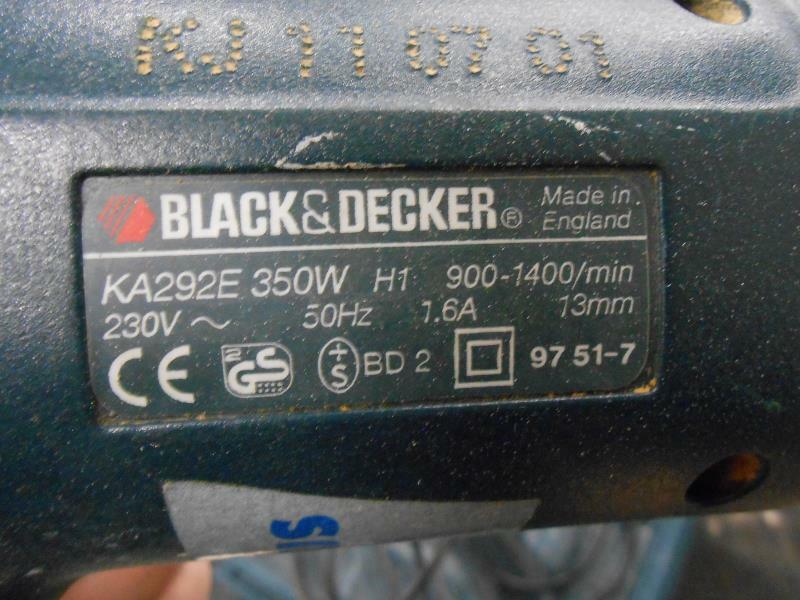 KJ 11 07 01
BLACK&DECKER® Made in England
KA292E 350W H1 900-1400/min
230V ~ 50Hz 1.6A 13mm
CE 2 GS +S BD 2 97 51-7